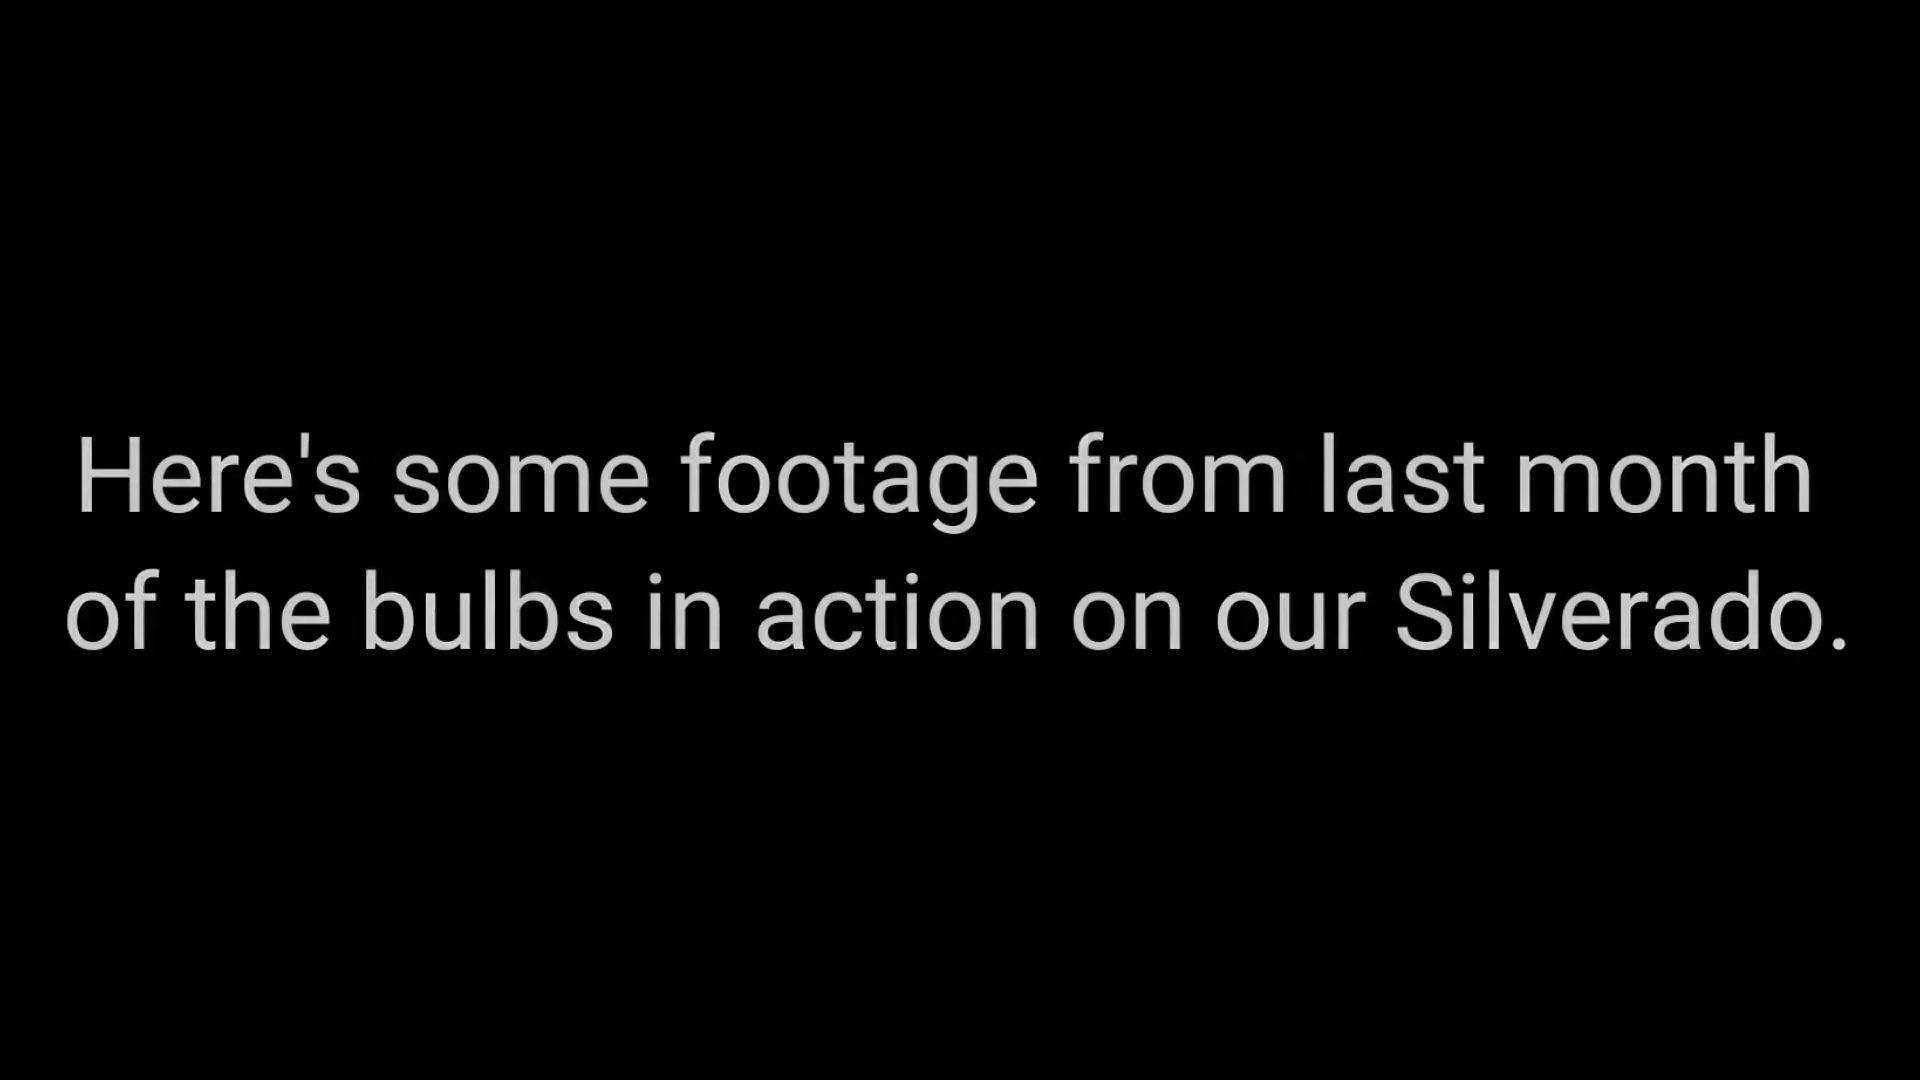 Here's some footage from last month
of the bulbs in action on our Silverado.